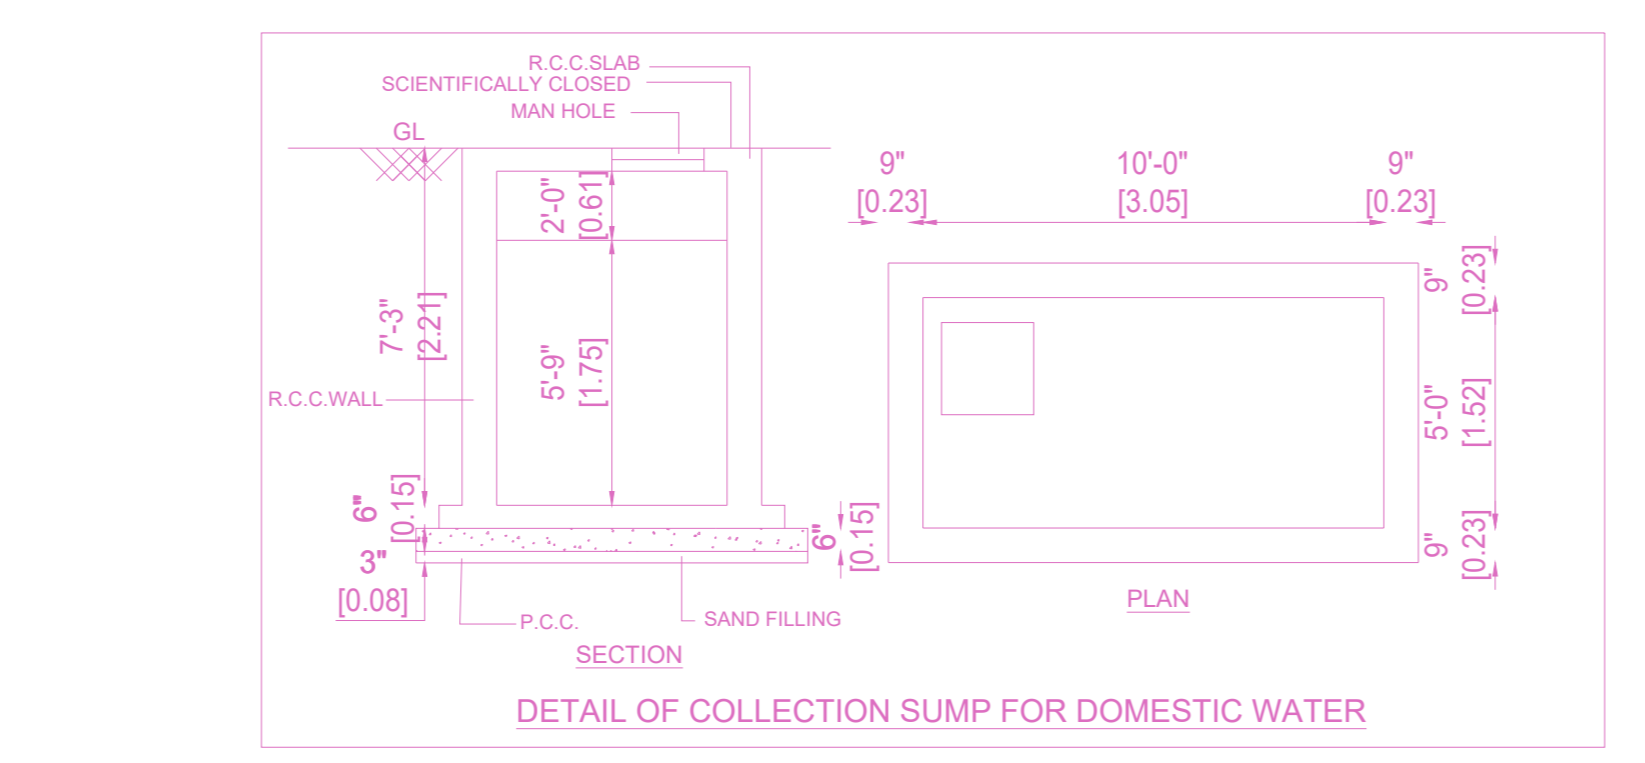 R.C.C.SLAB
SCIENTIFICALLY CLOSED
MAN HOLE
GL
2'-0"
[0.61]
7'-3"
[2.21]
5'-9"
[1.75]
R.C.C.WALL
6"
[0.15]
3"
[0.08]
6"
[0.15]
P.C.C.
SAND FILLING
SECTION
9"
[0.23]
10'-0"
[3.05]
9"
[0.23]
9"
[0.23]
5'-0"
[1.52]
9"
[0.23]
PLAN
DETAIL OF COLLECTION SUMP FOR DOMESTIC WATER